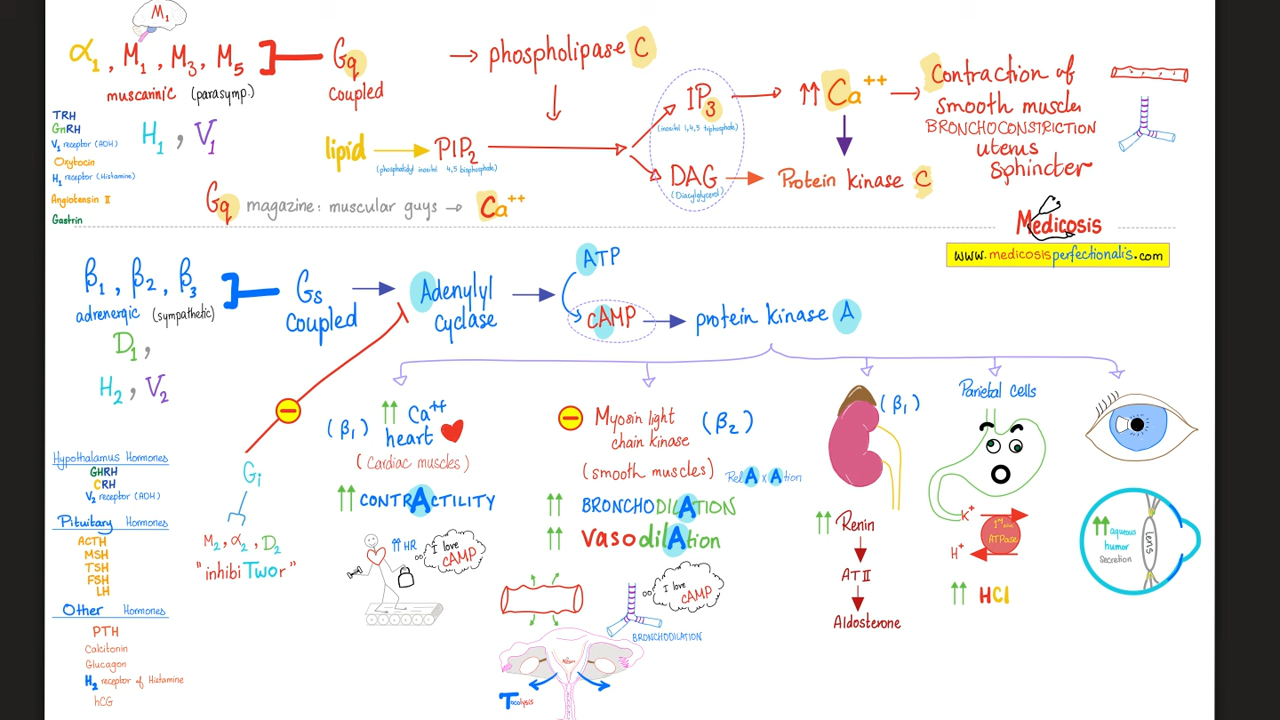 M₁
α₁, M₁, M₃, M₅
muscarinic (parasymp.)
Gq
coupled
→ phospholipase C
TRH
GnRH
V₁ receptor (ADH)
Oxytocin
H₁ receptor (Histamine)
Angiotensin II
Gastrin
H₁, V₁
lipid → PIP₂
(phosphatidyl inositol 4,5 bisphosphate)
IP₃
(inositol 1,4,5 triphosphate)
DAG
(Diacylglycerol)
↑↑ Ca⁺⁺
Protein kinase C
Contraction of
smooth muscles
BRONCHOCONSTRICTION
uterus
Sphincter
Gq magazine: muscular guys → Ca⁺⁺
Medicosis
www.medicosisperfectionalis.com
β₁, β₂, β₃
adrenergic (sympathetic)
D₁,
H₂, V₂
Gs
coupled
Adenylyl
cyclase
ATP
cAMP
protein kinase A
Gi
M₂, α₂, D₂
"inhibiTwor"
Hypothalamus Hormones
GHRH
CRH
V₂ receptor (ADH)
Pituitary Hormones
ACTH
MSH
TSH
FSH
LH
Other Hormones
PTH
Calcitonin
Glucagon
H₂ receptor of Histamine
hCG
(β₁)
↑↑ Ca⁺⁺
heart
(Cardiac muscles)
↑↑ CONTRACTILITY
↑↑ HR
I love
cAMP
Myosin light
chain kinase
(β₂)
(smooth muscles)
RelAxAtion
↑↑ BRONCHODILATION
↑↑ vasodilAtion
I love
cAMP
BRONCHODILATION
Tocolysis
(β₁)
↑↑ Renin
AT II
Aldosterone
Parietal cells
K⁺
H⁺
ATPase
↑↑ HCl
↑↑ aqueous
humor
secretion
Lens